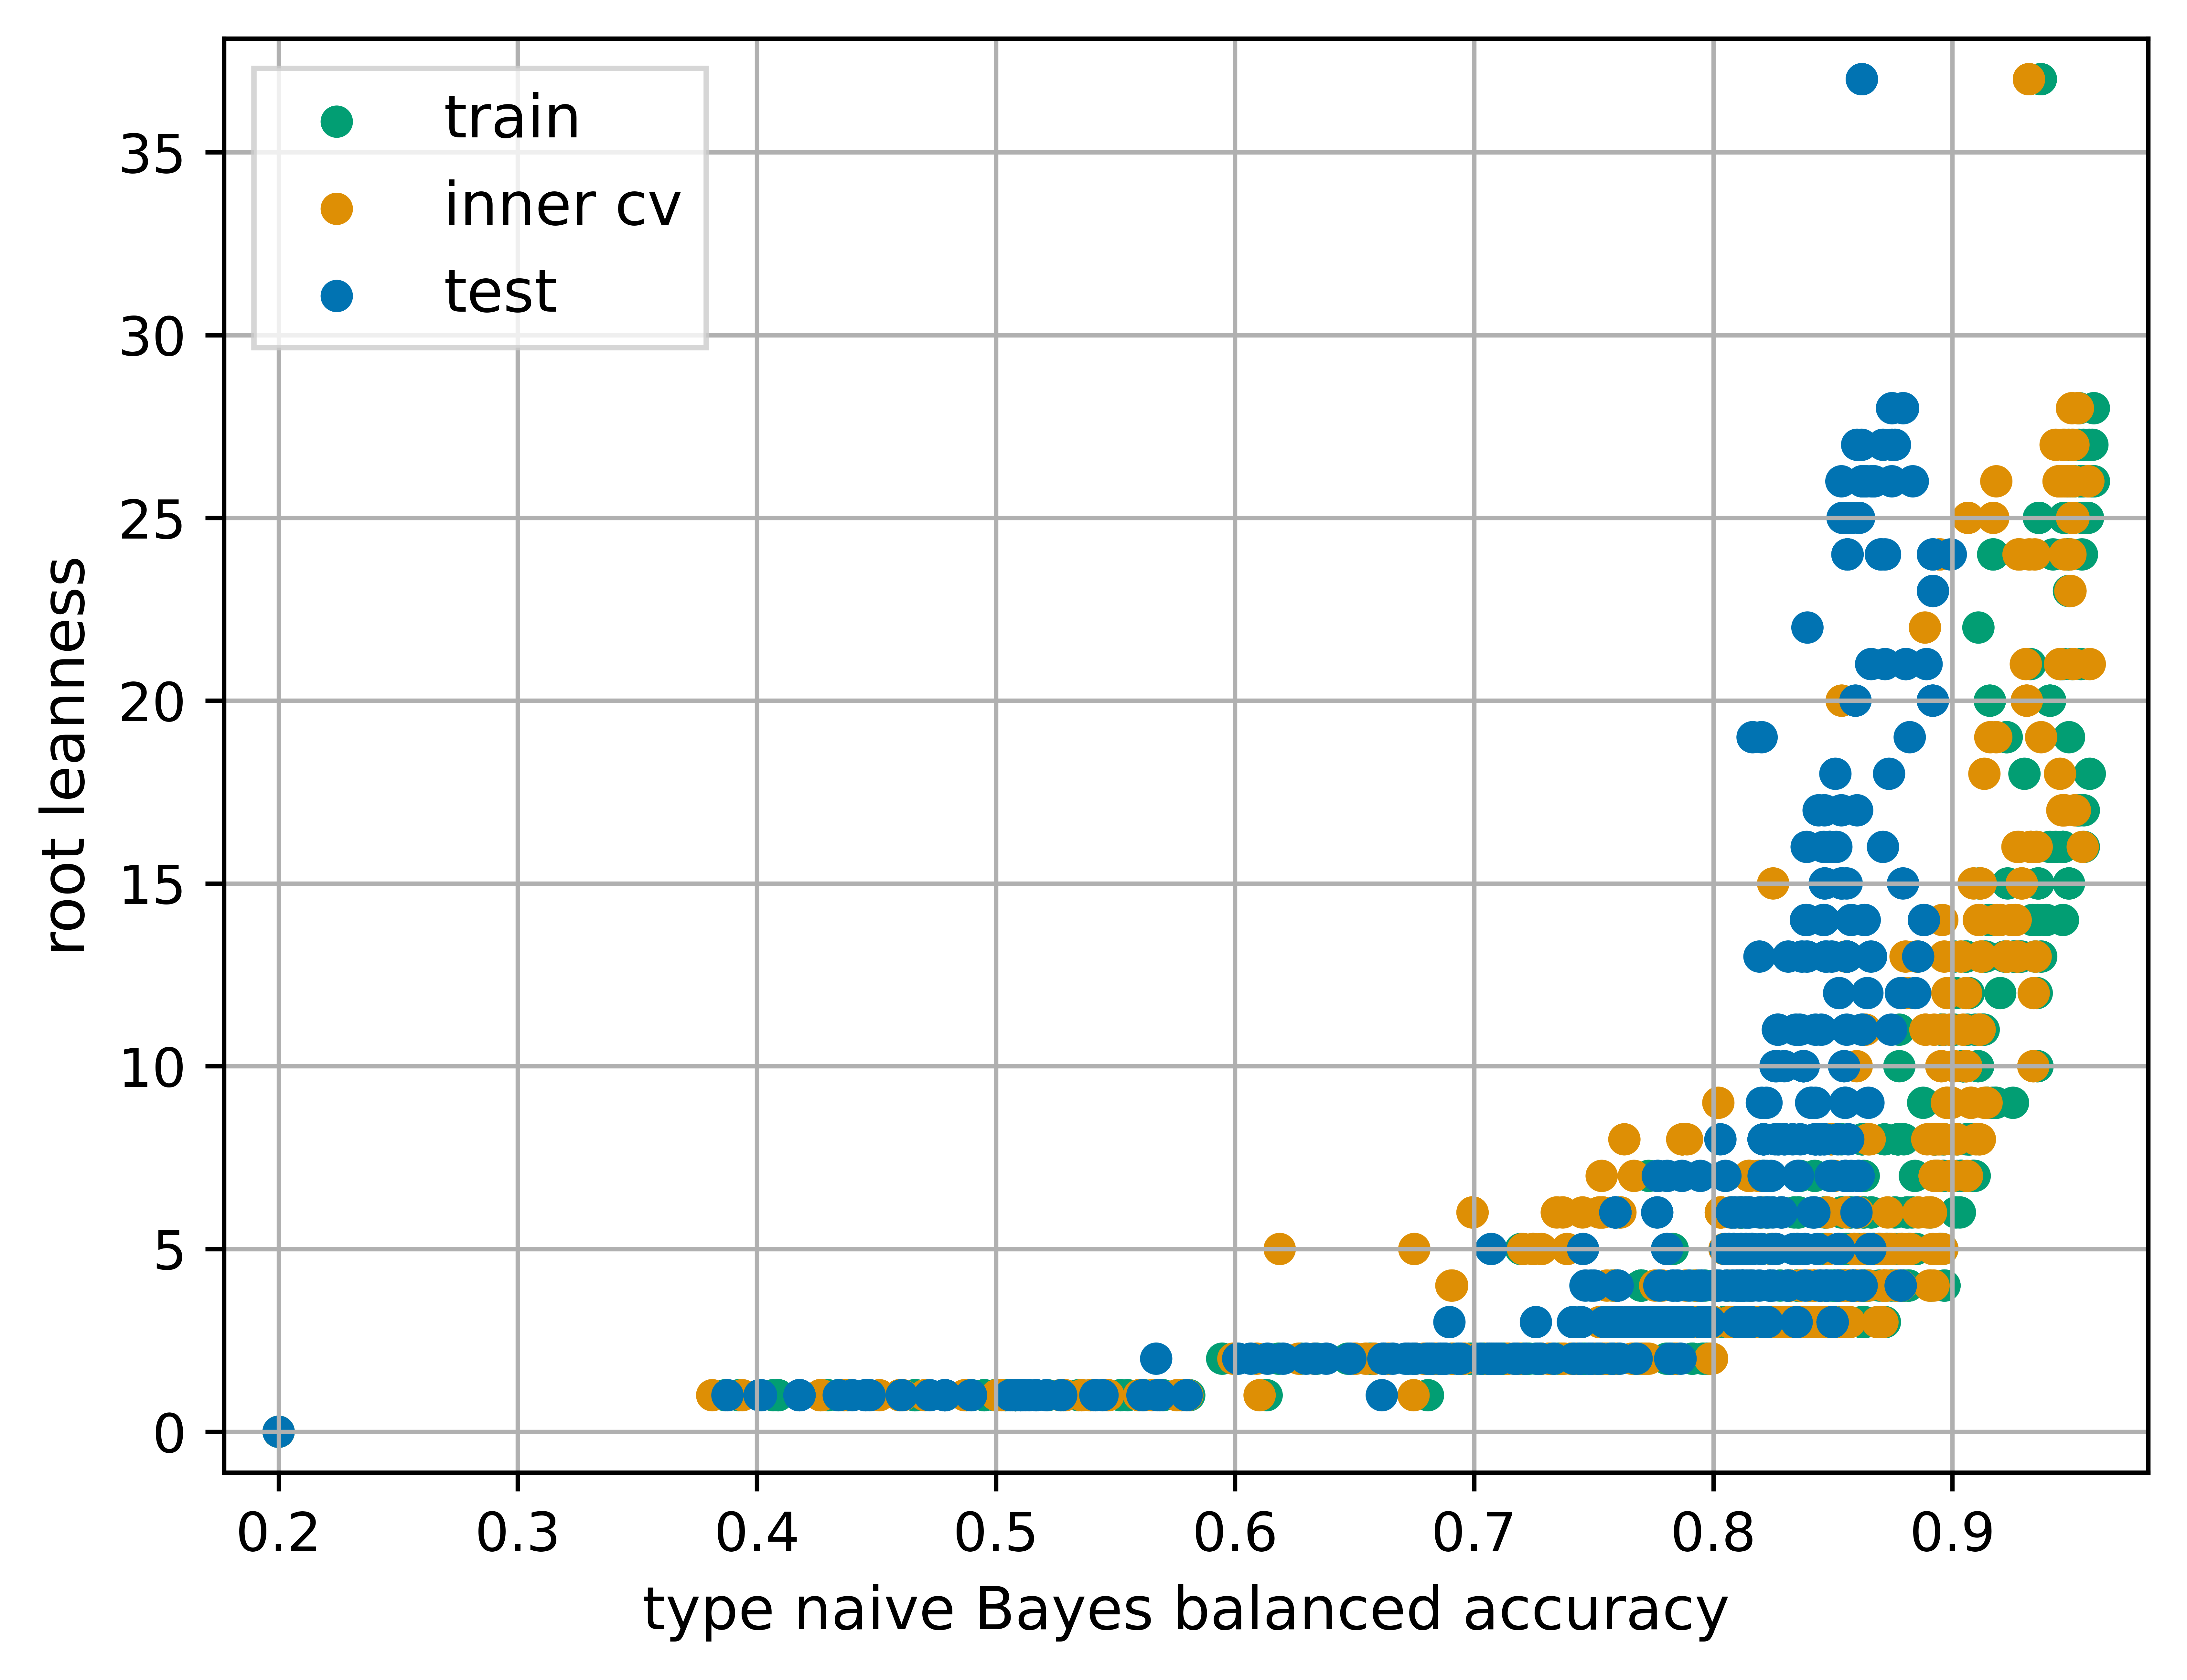 train
inner cv
test
35
30
25
20
15
10
5
0
root leanness
0.2 0.3 0.4 0.5 0.6 0.7 0.8 0.9
type naive Bayes balanced accuracy